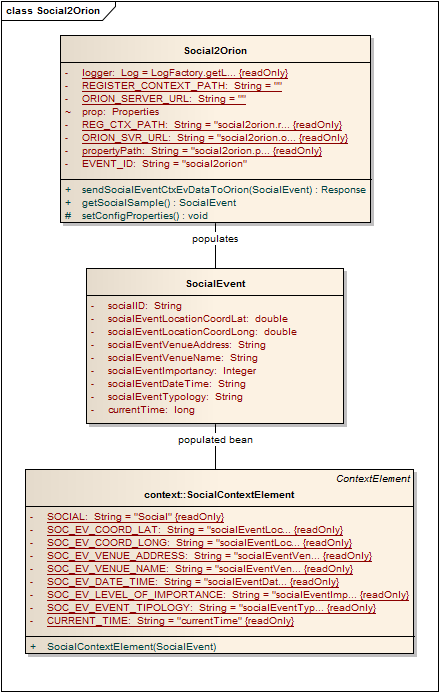 class Social2Orion
Social2Orion
- logger: Log = LogFactory.getL... {readOnly}
- REGISTER_CONTEXT_PATH: String = ""
- ORION_SERVER_URL: String = ""
~ prop: Properties
- REG_CTX_PATH: String = "social2orion.r... {readOnly}
- ORION_SVR_URL: String = "social2orion.o... {readOnly}
- propertyPath: String = "social2orion.p... {readOnly}
- EVENT_ID: String = "social2orion"
+ sendSocialEventCtxEvDataToOrion(SocialEvent) : Response
+ getSocialSample() : SocialEvent
# setConfigProperties() : void
populates
SocialEvent
- socialID: String
- socialEventLocationCoordLat: double
- socialEventLocationCoordLong: double
- socialEventVenueAddress: String
- socialEventVenueName: String
- socialEventImportancy: Integer
- socialEventDateTime: String
- socialEventTypology: String
- currentTime: long
populated bean
ContextElement
context::SocialContextElement
- SOCIAL: String = "Social" {readOnly}
- SOC_EV_COORD_LAT: String = "socialEventLoc... {readOnly}
- SOC_EV_COORD_LONG: String = "socialEventLoc... {readOnly}
- SOC_EV_VENUE_ADDRESS: String = "socialEventVen... {readOnly}
- SOC_EV_VENUE_NAME: String = "socialEventVen... {readOnly}
- SOC_EV_DATE_TIME: String = "socialEventDat... {readOnly}
- SOC_EV_LEVEL_OF_IMPORTANCE: String = "socialEventImp... {readOnly}
- SOC_EV_EVENT_TIPOLOGY: String = "socialEventTyp... {readOnly}
- CURRENT_TIME: String = "currentTime" {readOnly}
+ SocialContextElement(SocialEvent)